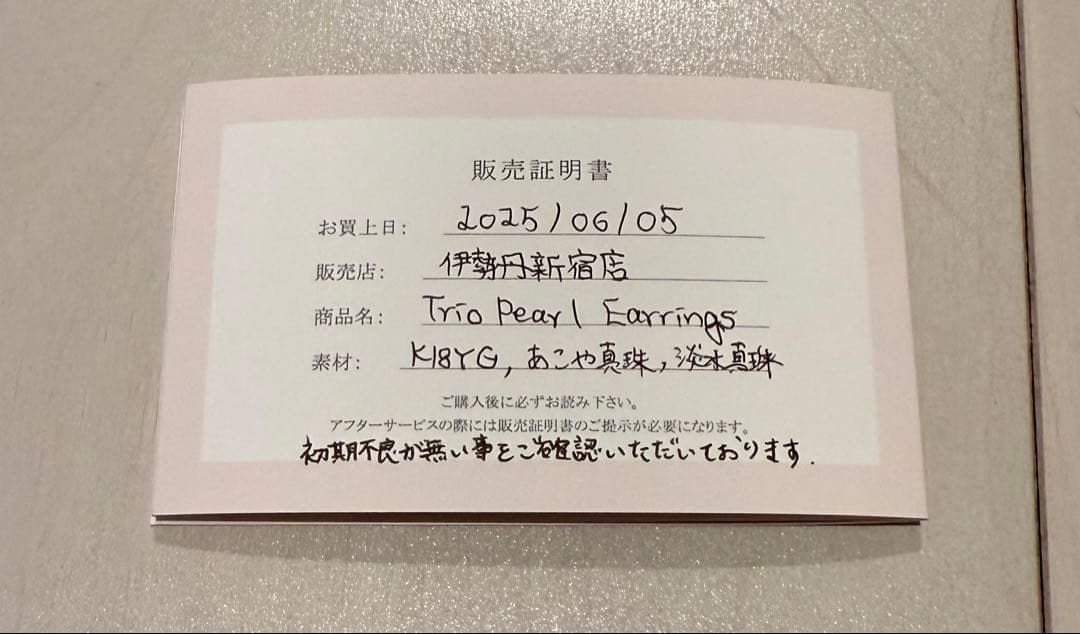 販売証明書
お買上日: 2025/06/05
販売店: 伊勢丹新宿店
商品名: Trio Pearl Earrings
素材: K18YG, あこや真珠, 淡水真珠
ご購入後に必ずお読み下さい。
アフターサービスの際には販売証明書のご提示が必要になります。
初期不良が無い事をご確認いただいております.